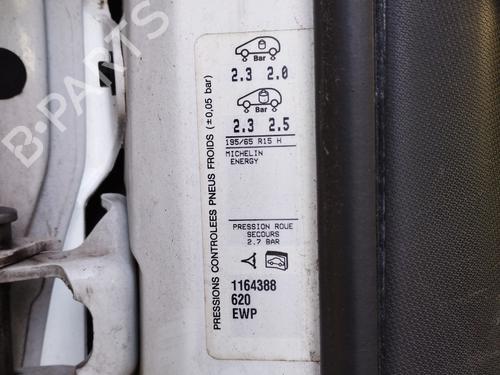 PRESSIONS CONTROLEES PNEUS FROIDS (±0,05 bar)
Bar
2.3 2.0
Bar
2.3 2.5
195/65 R15 H
MICHELIN
ENERGY
PRESSION ROUE
SECOURS
2.7 BAR
1164388
620
EWP
B-PARTS